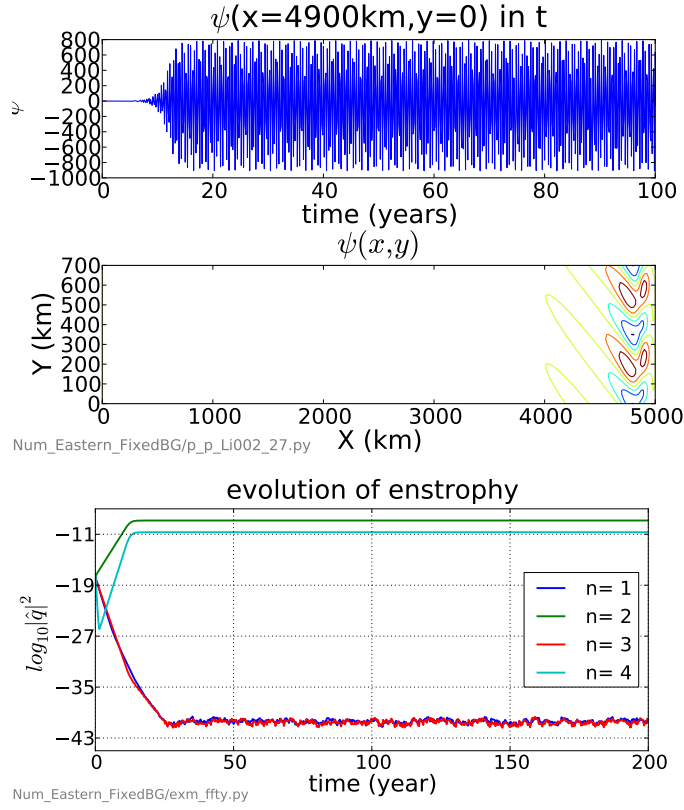 ψ(x=4900km,y=0) in t
800
600
400
200
0
−200
−400
−600
−800
−1000
ψ
0 20 40 60 80 100
time (years)
ψ(x,y)
700
600
500
400
300
200
100
0
Y (km)
0 1000 2000 3000 4000 5000
X (km)
Num_Eastern_FixedBG/p_p_Li002_27.py
evolution of enstrophy
−11
−19
−27
−35
−43
log₁₀|q̂|²
n= 1
n= 2
n= 3
n= 4
0 50 100 150 200
time (year)
Num_Eastern_FixedBG/exm_ffty.py